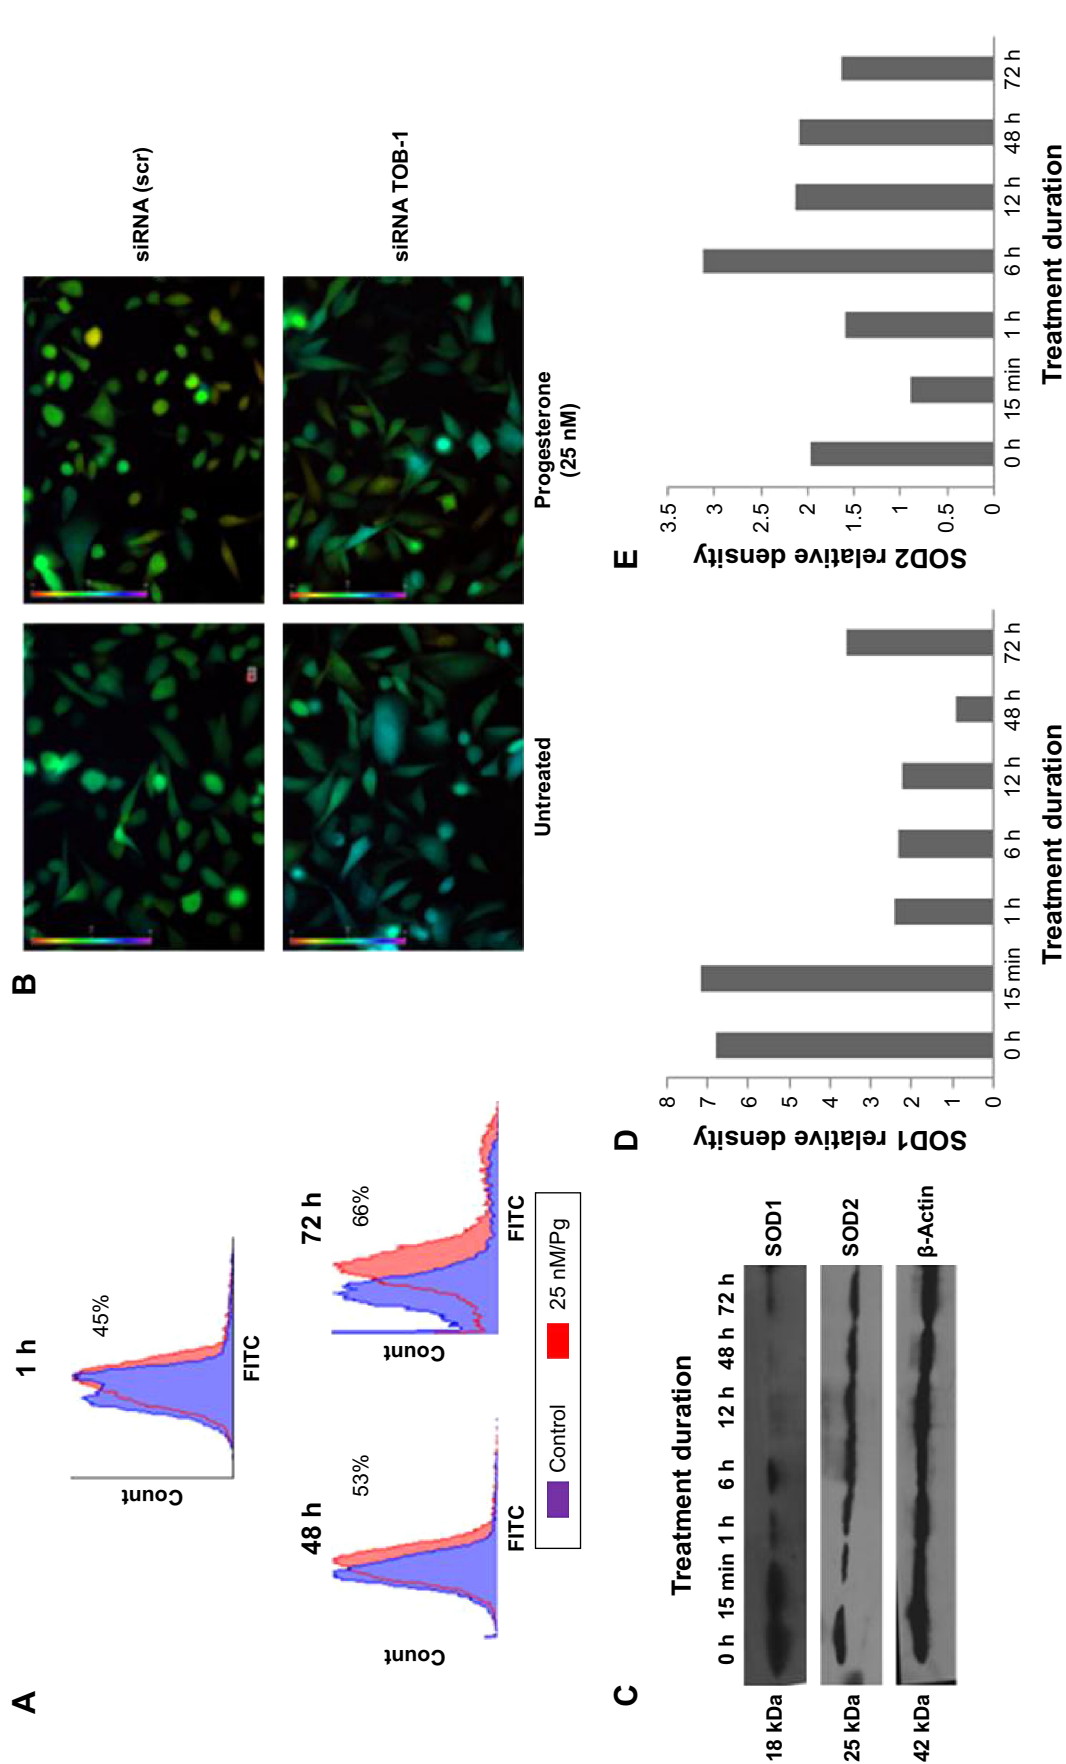 A
1 h
Count
45%
FITC
48 h
Count
53%
FITC
72 h
Count
66%
FITC
Control
25 nM/Pg
B
siRNA (scr)
siRNA TOB-1
Untreated
Progesterone
(25 nM)
C
Treatment duration
0 h 15 min 1 h 6 h 12 h 48 h 72 h
18 kDa SOD1
25 kDa SOD2
42 kDa β-Actin
D
SOD1 relative density
8
7
6
5
4
3
2
1
0
0 h 15 min 1 h 6 h 12 h 48 h 72 h
Treatment duration
E
SOD2 relative density
3.5
3
2.5
2
1.5
1
0.5
0
0 h 15 min 1 h 6 h 12 h 48 h 72 h
Treatment duration